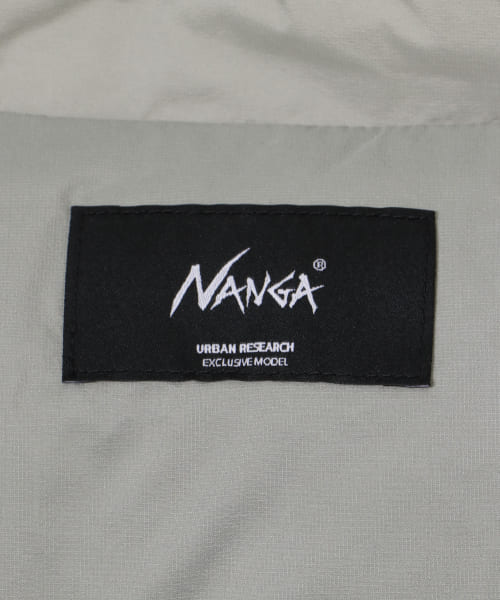 NANGA®
URBAN RESEARCH
EXCLUSIVE MODEL